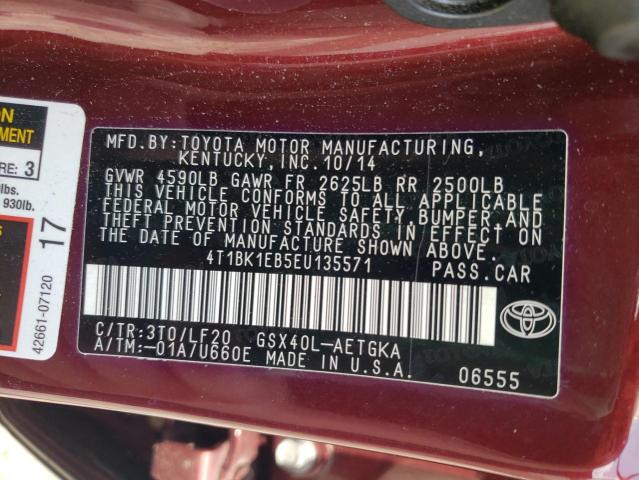 ON
EMENT
RE: 3
lbs.
930lb.
17
42661-07120
MFD.BY:TOYOTA MOTOR MANUFACTURING,
KENTUCKY,INC.10/14
GVWR 4590LB GAWR FR 2625LB RR 2500LB
THIS VEHICLE CONFORMS TO ALL APPLICABLE
FEDERAL MOTOR VEHICLE SAFETY,BUMPER AND
THEFT PREVENTION STANDARDS IN EFFECT ON
THE DATE OF MANUFACTURE SHOWN ABOVE.
4T1BK1EB5EU135571 PASS.CAR
C/TR:3T0/LF20 GSX40L-AETGKA
A/TM:-01A/U660E MADE IN U.S.A.
06555